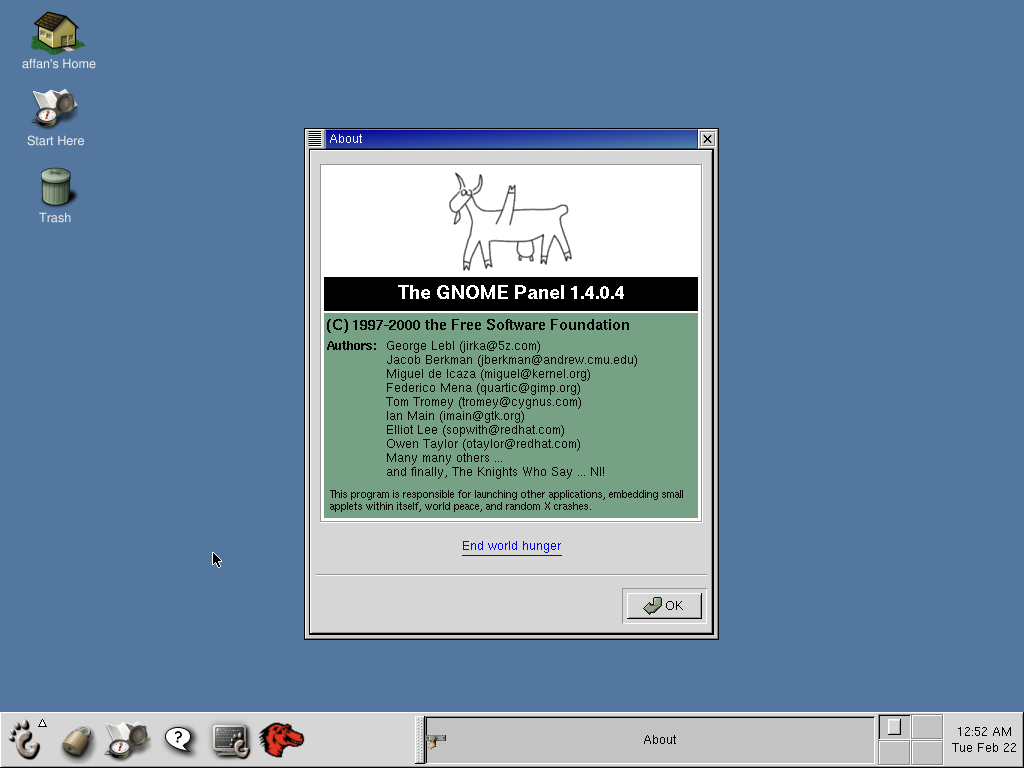 affan's Home
Start Here
Trash
About
The GNOME Panel 1.4.0.4
(C) 1997-2000 the Free Software Foundation
Authors: George Lebl (jirka@5z.com)
Jacob Berkman (jberkman@andrew.cmu.edu)
Miguel de Icaza (miguel@kernel.org)
Federico Mena (quartic@gimp.org)
Tom Tromey (tromey@cygnus.com)
Ian Main (imain@gtk.org)
Elliot Lee (sopwith@redhat.com)
Owen Taylor (otaylor@redhat.com)
Many many others ...
and finally, The Knights Who Say ... NI!
This program is responsible for launching other applications, embedding small
applets within itself, world peace, and random X crashes.
End world hunger
OK
About
12:52 AM
Tue Feb 22